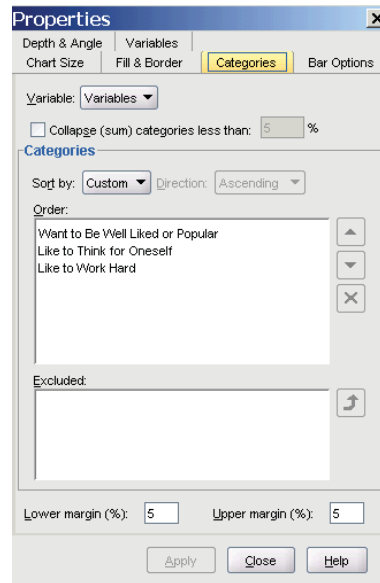 Properties
Depth & Angle Variables
Chart Size Fill & Border Categories Bar Options
Variable: Variables
Collapse (sum) categories less than: 5 %
Categories
Sort by: Custom Direction: Ascending
Order:
Want to Be Well Liked or Popular
Like to Think for Oneself
Like to Work Hard
Excluded:
Lower margin (%): 5 Upper margin (%): 5
Apply Close Help